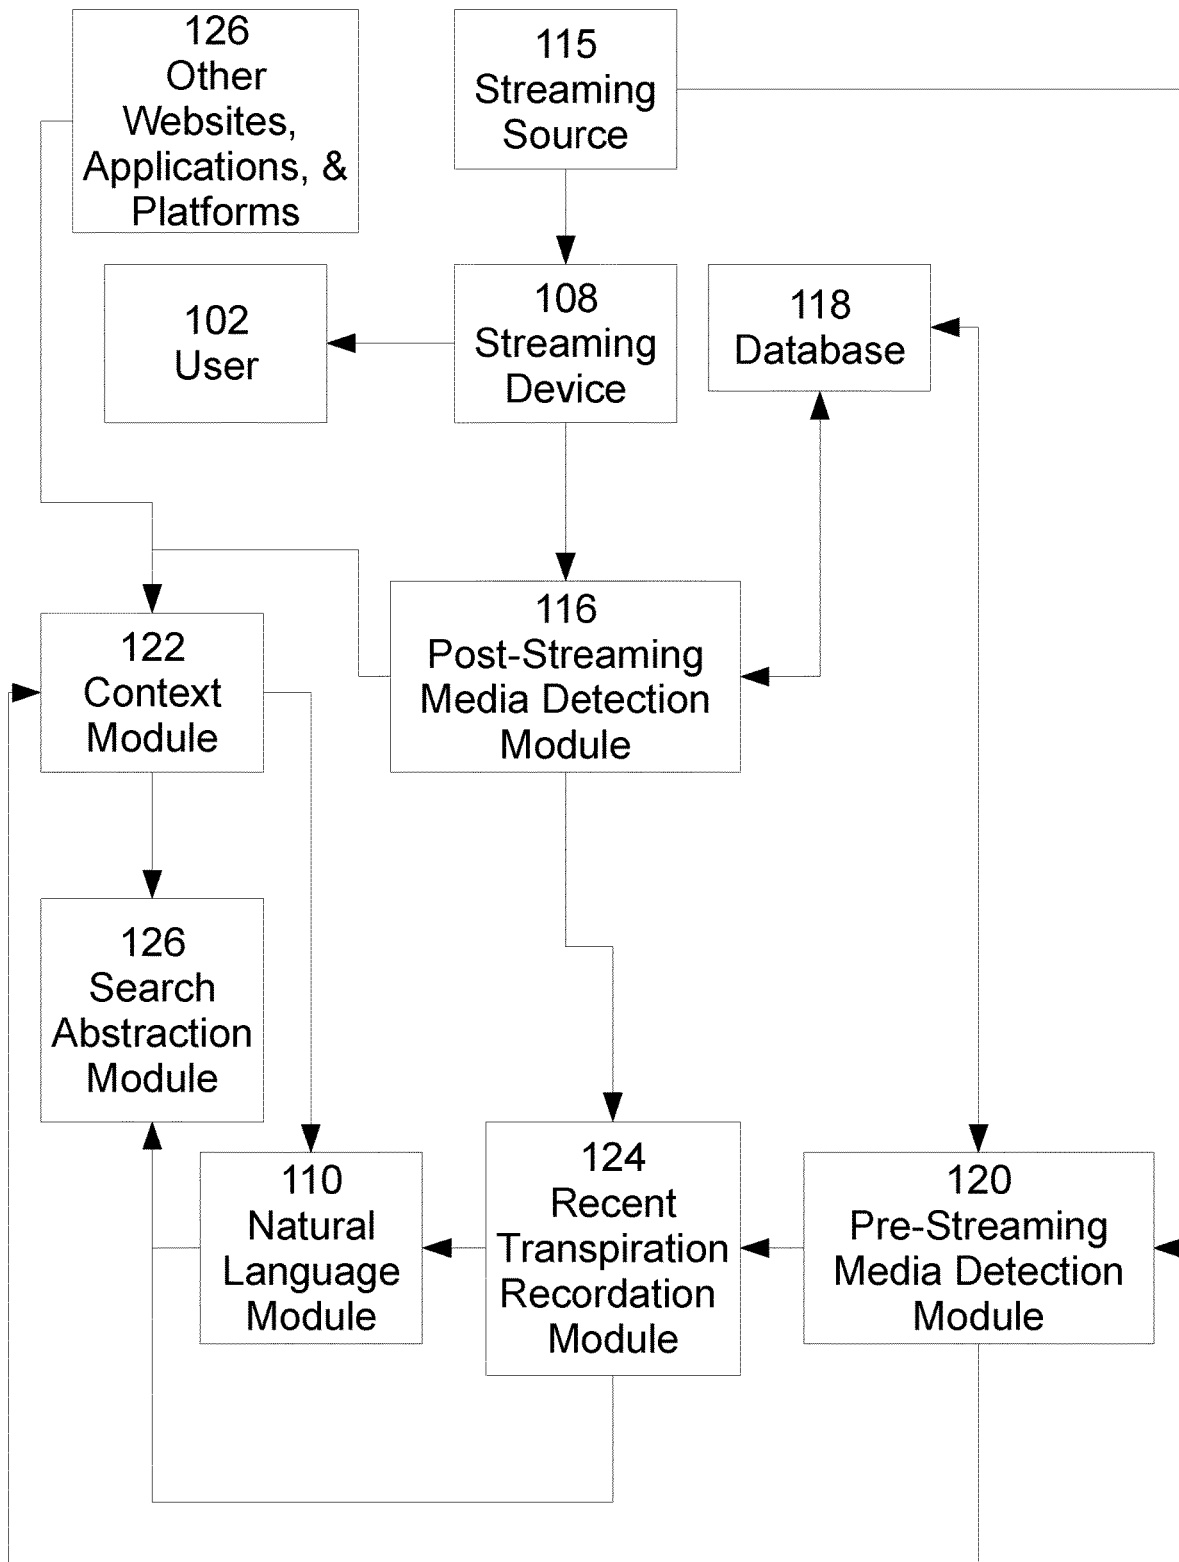 126
Other
Websites,
Applications, &
Platforms
115
Streaming
Source
102
User
108
Streaming
Device
118
Database
116
Post-Streaming
Media Detection
Module
122
Context
Module
126
Search
Abstraction
Module
110
Natural
Language
Module
124
Recent
Transpiration
Recordation
Module
120
Pre-Streaming
Media Detection
Module